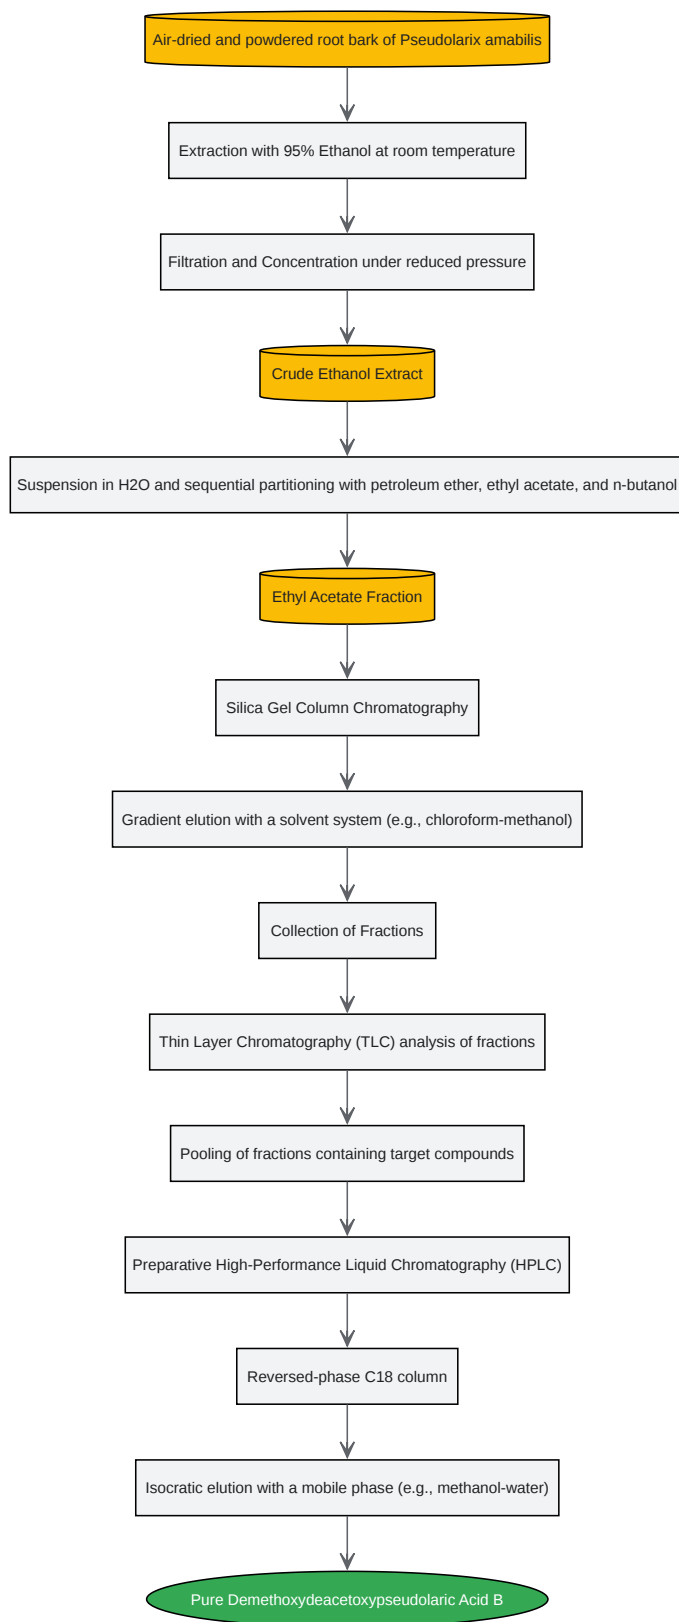 Air-dried and powdered root bark of Pseudolarix amabilis
Extraction with 95% Ethanol at room temperature
Filtration and Concentration under reduced pressure
Crude Ethanol Extract
Suspension in H2O and sequential partitioning with petroleum ether, ethyl acetate, and n-butanol
Ethyl Acetate Fraction
Silica Gel Column Chromatography
Gradient elution with a solvent system (e.g., chloroform-methanol)
Collection of Fractions
Thin Layer Chromatography (TLC) analysis of fractions
Pooling of fractions containing target compounds
Preparative High-Performance Liquid Chromatography (HPLC)
Reversed-phase C18 column
Isocratic elution with a mobile phase (e.g., methanol-water)
Pure Demethoxydeacetoxypseudolaric Acid B